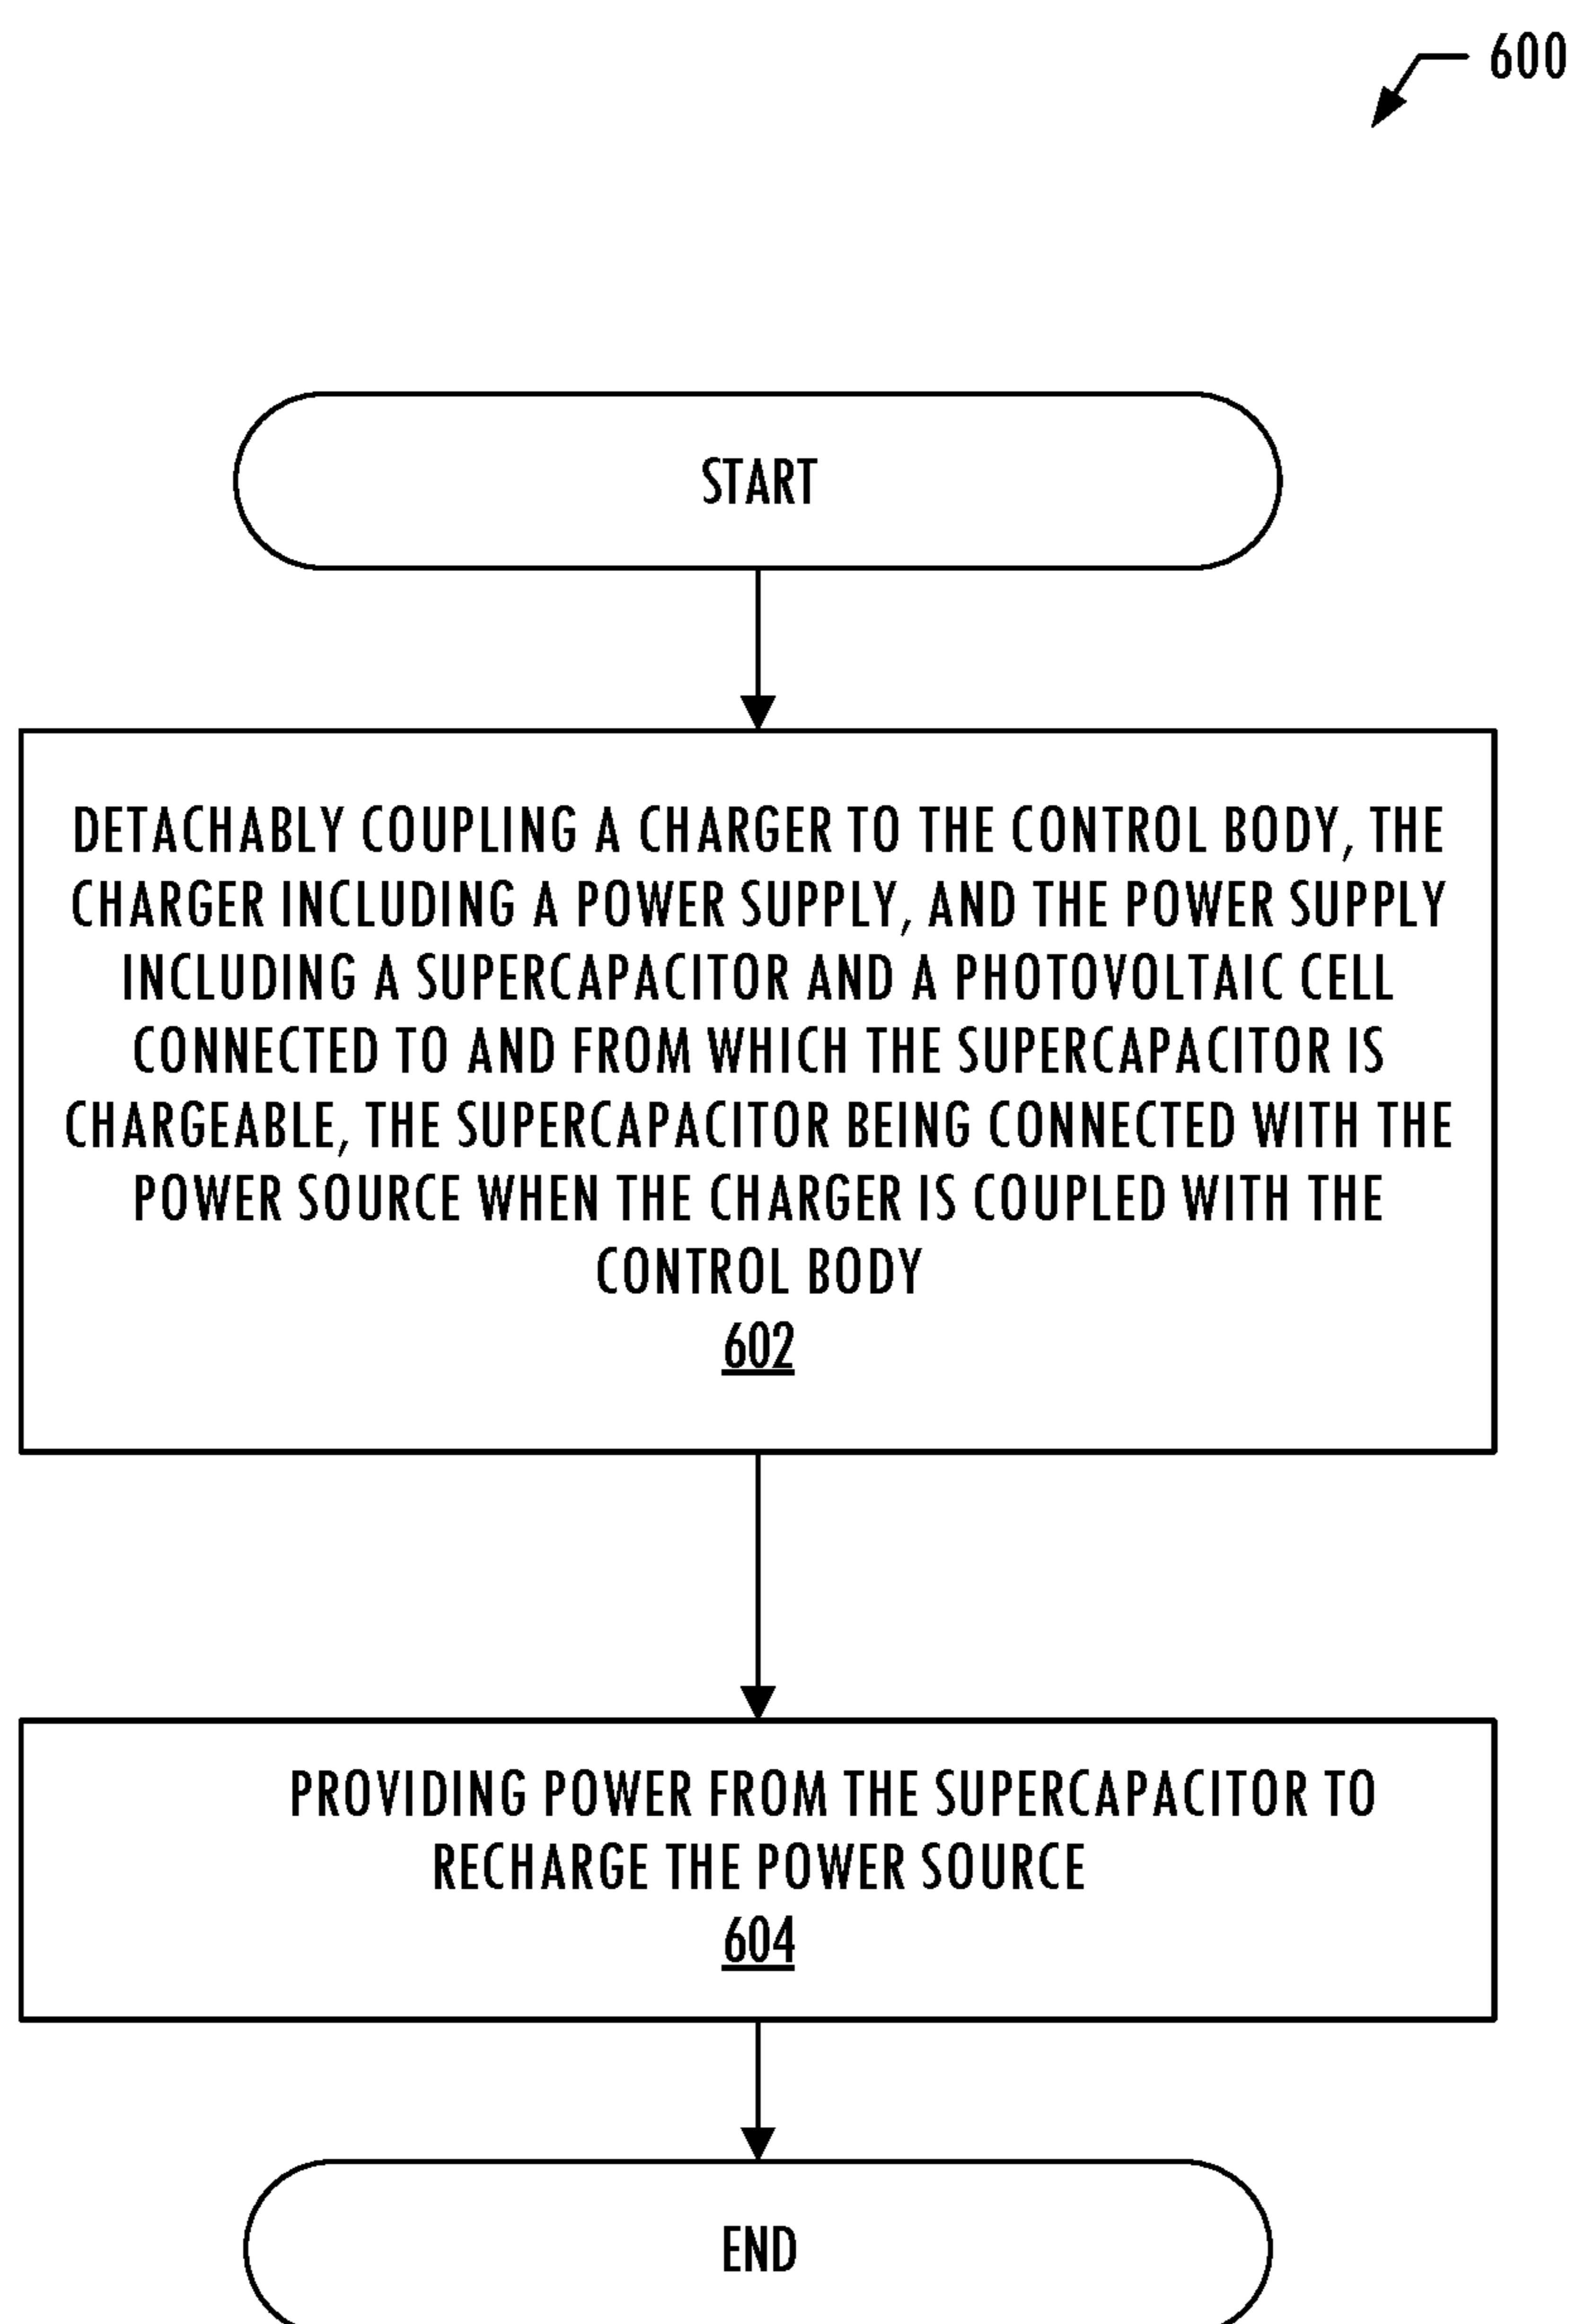 600
START
DETACHABLY COUPLING A CHARGER TO THE CONTROL BODY, THE
CHARGER INCLUDING A POWER SUPPLY, AND THE POWER SUPPLY
INCLUDING A SUPERCAPACITOR AND A PHOTOVOLTAIC CELL
CONNECTED TO AND FROM WHICH THE SUPERCAPACITOR IS
CHARGEABLE, THE SUPERCAPACITOR BEING CONNECTED WITH THE
POWER SOURCE WHEN THE CHARGER IS COUPLED WITH THE
CONTROL BODY
602
PROVIDING POWER FROM THE SUPERCAPACITOR TO
RECHARGE THE POWER SOURCE
604
END